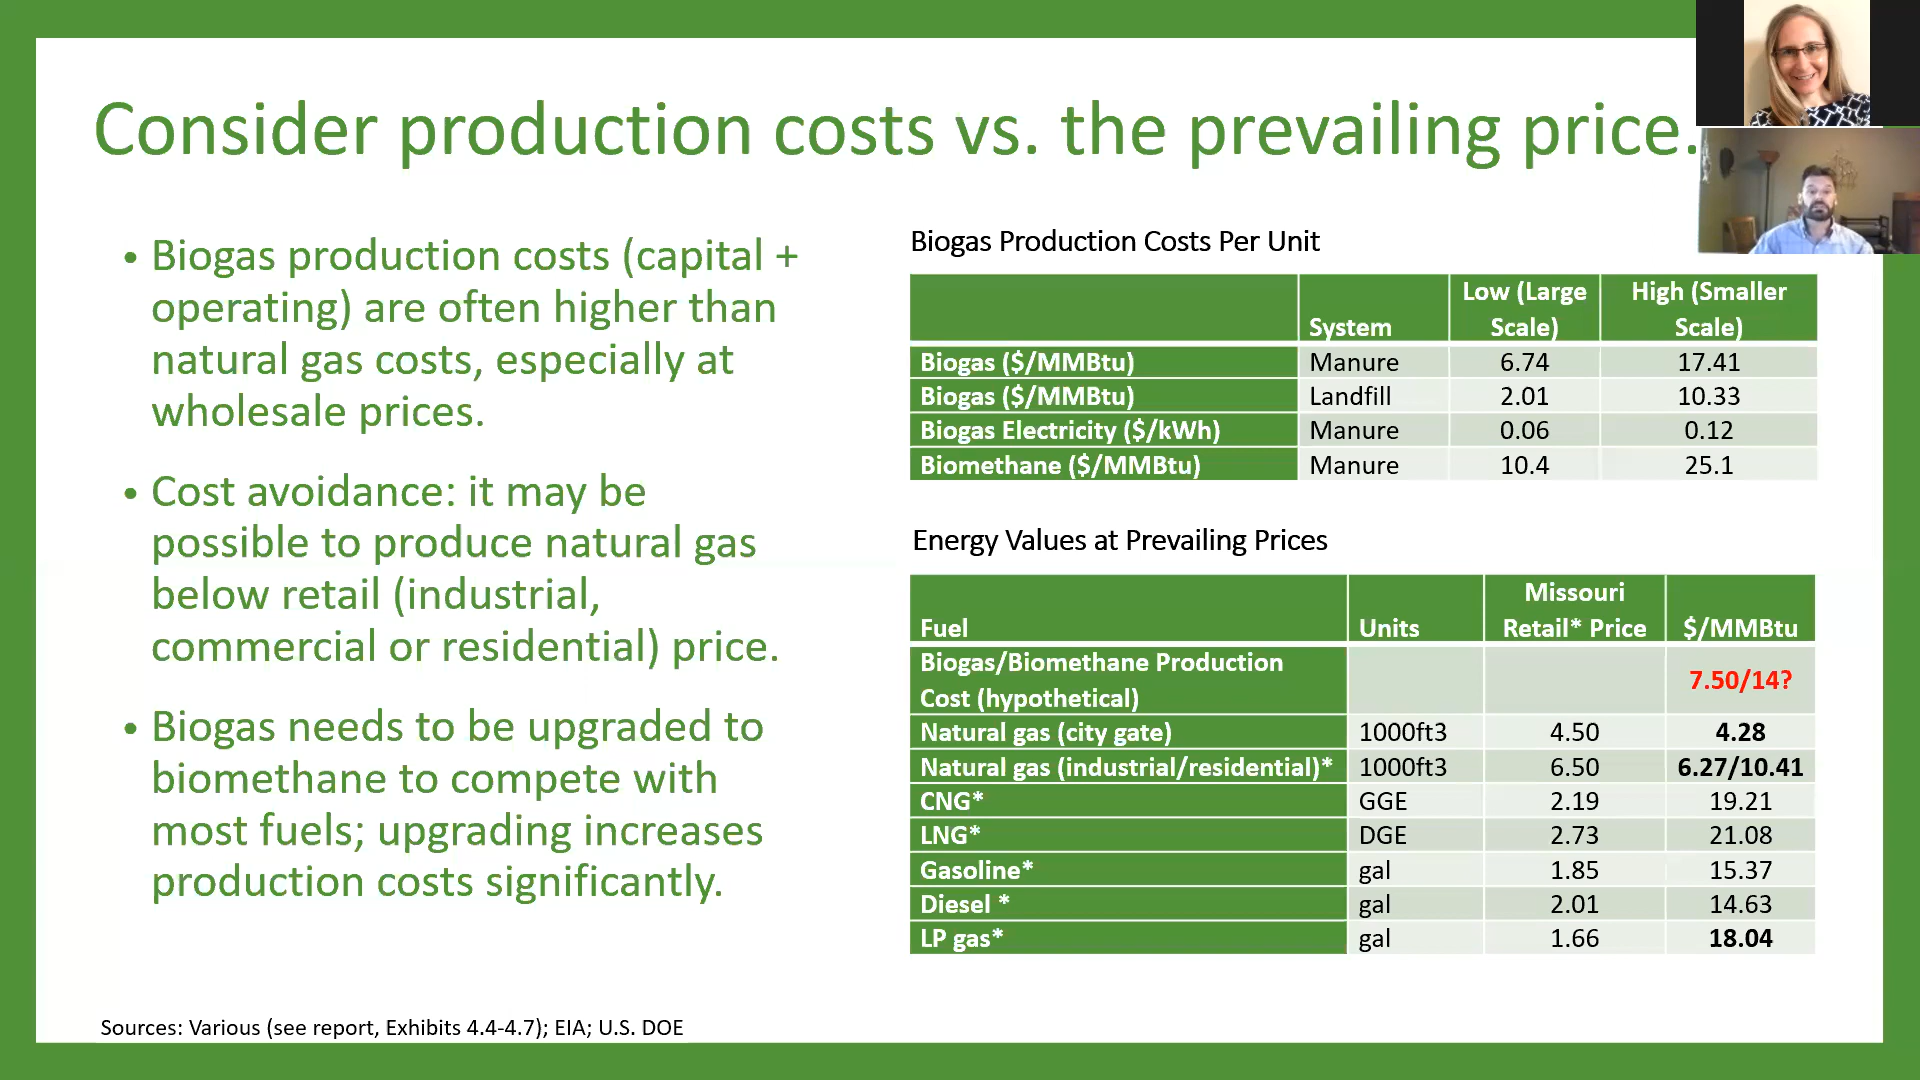 Consider production costs vs. the prevailing price.
• Biogas production costs (capital +
operating) are often higher than
natural gas costs, especially at
wholesale prices.
• Cost avoidance: it may be
possible to produce natural gas
below retail (industrial,
commercial or residential) price.
• Biogas needs to be upgraded to
biomethane to compete with
most fuels; upgrading increases
production costs significantly.
Biogas Production Costs Per Unit
System Low (Large Scale) High (Smaller Scale)
Biogas ($/MMBtu) Manure 6.74 17.41
Biogas ($/MMBtu) Landfill 2.01 10.33
Biogas Electricity ($/kWh) Manure 0.06 0.12
Biomethane ($/MMBtu) Manure 10.4 25.1
Energy Values at Prevailing Prices
Fuel Units Missouri Retail* Price $/MMBtu
Biogas/Biomethane Production
Cost (hypothetical) 7.50/14?
Natural gas (city gate) 1000ft3 4.50 4.28
Natural gas (industrial/residential)* 1000ft3 6.50 6.27/10.41
CNG* GGE 2.19 19.21
LNG* DGE 2.73 21.08
Gasoline* gal 1.85 15.37
Diesel * gal 2.01 14.63
LP gas* gal 1.66 18.04
Sources: Various (see report, Exhibits 4.4-4.7); EIA; U.S. DOE